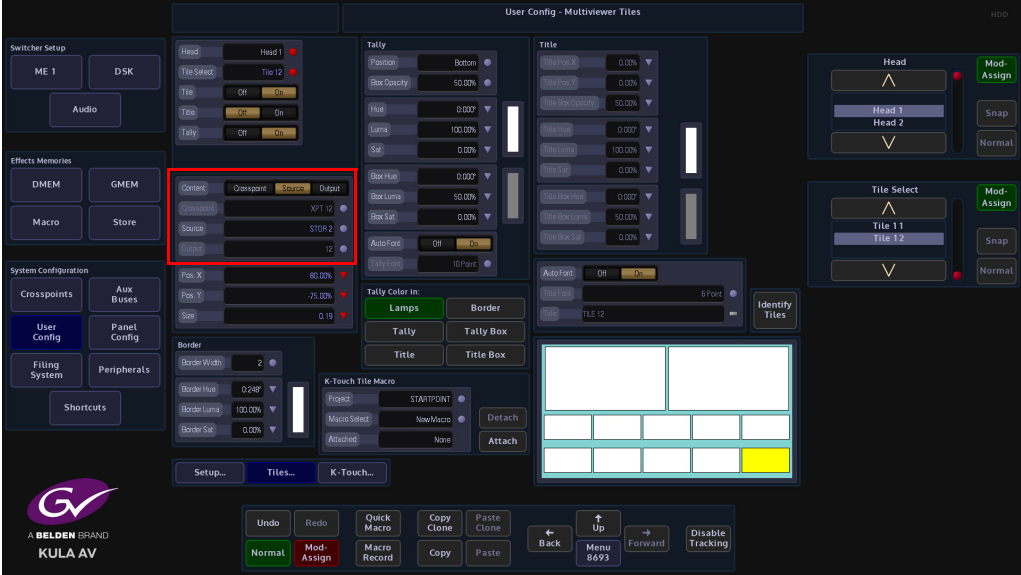 User Config - Multiviewer Tiles
HDD
Switcher Setup
ME 1
DSK
Audio
Effects Memories
DMEM
GMEM
Macro
Store
System Configuration
Crosspoints
Aux
Buses
User
Config
Panel
Config
Filing
System
Peripherals
Shortcuts
Head
Head 1
Tile Select
Tile 12
Tile
Off
On
Title
Off
On
Tally
Off
On
Content
Crosspoint
Source
Output
Crosspoint
XPT 12
Source
STOR 2
Output
12
Pos. X
80.00%
Pos. Y
-75.00%
Size
0.19
Border
Border Width
2
Border Hue
0.248°
Border Luma
100.00%
Border Sat
0.00%
Tally
Position
Bottom
Box Opacity
50.00%
Hue
0.000°
Luma
100.00%
Sat
0.00%
Box Hue
0.000°
Box Luma
50.00%
Box Sat
0.00%
Auto Font
Off
On
Tally Font
10 Point
Tally Color In:
Lamps
Border
Tally
Tally Box
Title
Title Box
K-Touch Tile Macro
Project
STARTPOINT
Macro Select
NewMacro
Attached
None
Detach
Attach
Title
Title Pos.X
0.00%
Title Pos.Y
0.00%
Title Box Opacity
50.00%
Title Hue
0.000°
Title Luma
100.00%
Title Sat
0.00%
Title Box Hue
0.000°
Title Box Luma
50.00%
Title Box Sat
0.00%
Auto Font
Off
On
Title Font
6 Point
Title
TILE 12
Identify
Tiles
Head
Head 1
Head 2
Mod-
Assign
Snap
Normal
Tile Select
Tile 11
Tile 12
Mod-
Assign
Snap
Normal
Setup...
Tiles...
K-Touch...
GV
A BELDEN BRAND
KULA AV
Undo
Redo
Normal
Mod-
Assign
Quick
Macro
Macro
Record
Copy
Clone
Paste
Clone
Copy
Paste
Back
Up
Menu
8693
Forward
Disable
Tracking